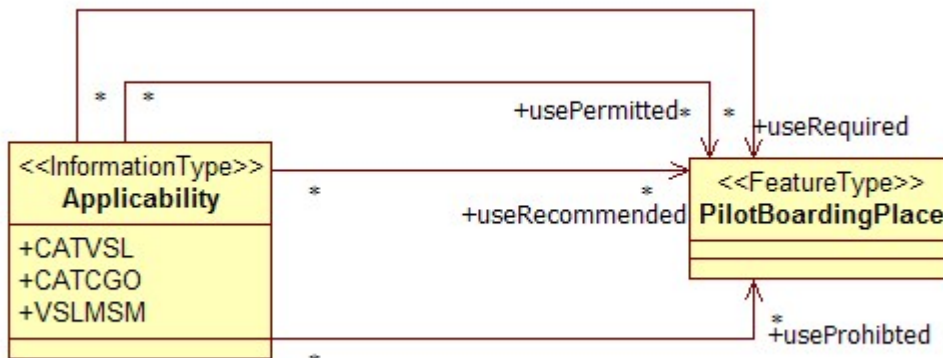 * *
+usePermitted* *
+useRequired
<<InformationType>>
Applicability
+CATVSL
+CATCGO
+VSLMSM
* *
+useRecommended
<<FeatureType>>
PilotBoardingPlace
*
+useProhibted
*